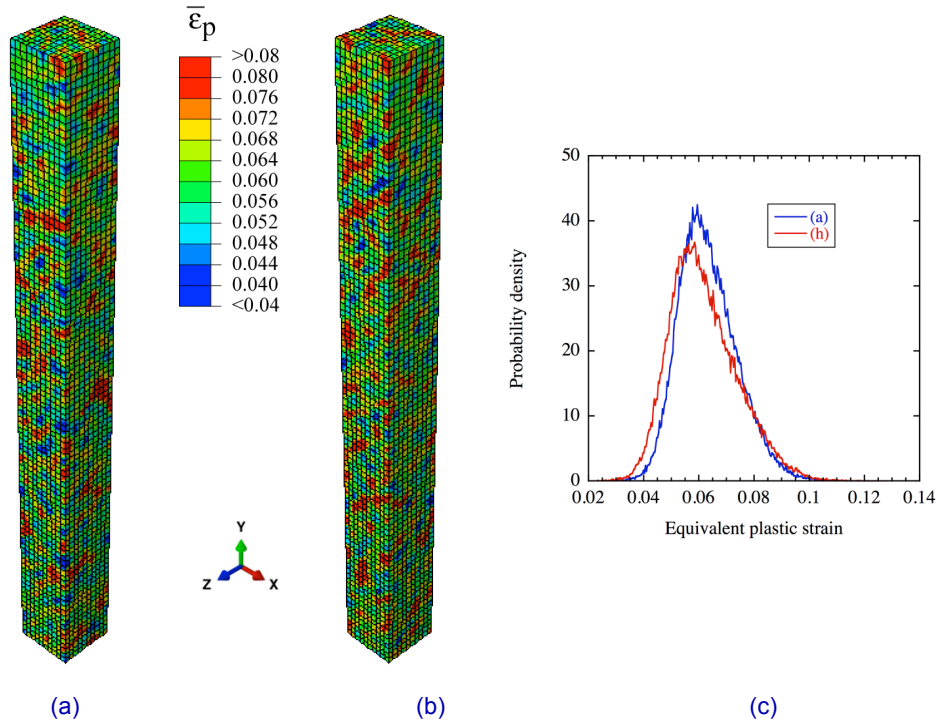 ε̅p
>0.08
0.080
0.076
0.072
0.068
0.064
0.060
0.056
0.052
0.048
0.044
0.040
<0.04
Y
Z
X
50
40
30
20
10
0
0.02
0.04
0.06
0.08
0.1
0.12
0.14
Probability density
Equivalent plastic strain
(a)
(h)
(a)
(b)
(c)